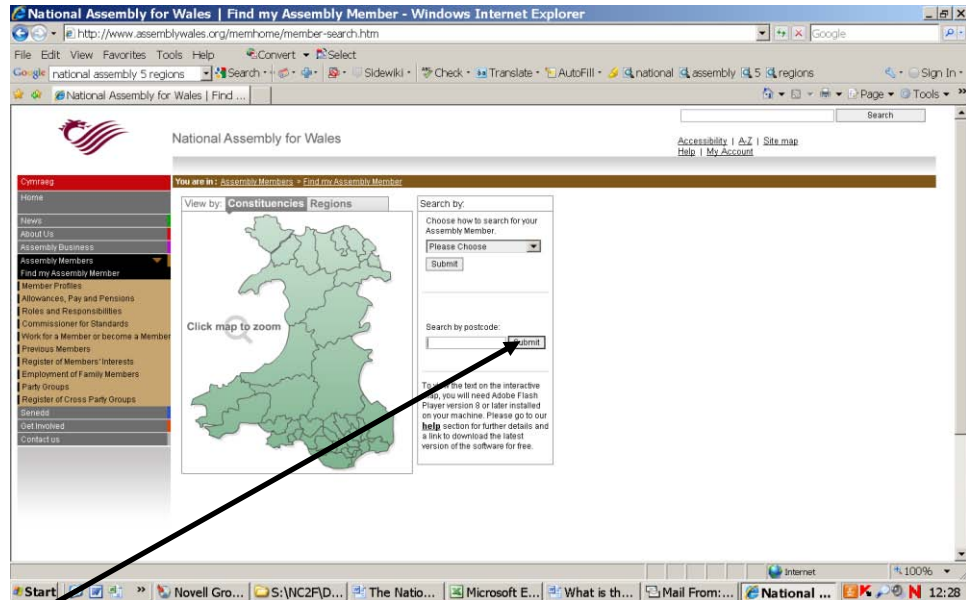 National Assembly for Wales | Find my Assembly Member - Windows Internet Explorer
http://www.assemblywales.org/memhome/member-search.htm
Google
File Edit View Favorites Tools Help Convert Select
Google national assembly 5 regions Search Sidewiki Check Translate AutoFill national assembly 5 regions Sign In
National Assembly for Wales | Find ... Page Tools
Search
National Assembly for Wales
Accessibility | A-Z | Site map
Help | My Account
Cymraeg
You are in : Assembly Members > Find my Assembly Member
Home
News
About Us
Assembly Business
Assembly Members
Find my Assembly Member
Member Profiles
Allowances, Pay and Pensions
Roles and Responsibilities
Commissioner for Standards
Work for a Member or become a Member
Previous Members
Register of Members' Interests
Employment of Family Members
Party Groups
Register of Cross Party Groups
Senedd
Get Involved
Contact us
View by: Constituencies Regions
Click map to zoom
Search by:
Choose how to search for your
Assembly Member.
Please Choose
Submit
Search by postcode:
Submit
To view the text on the interactive
map, you will need Adobe Flash
Player version 8 or later installed
on your machine. Please go to our
help section for further details and
a link to download the latest
version of the software for free.
Internet 100%
Start Novell Gro... S:\NC2F\D... The Natio... Microsoft E... What is th... Mail From:... National ... 12:28